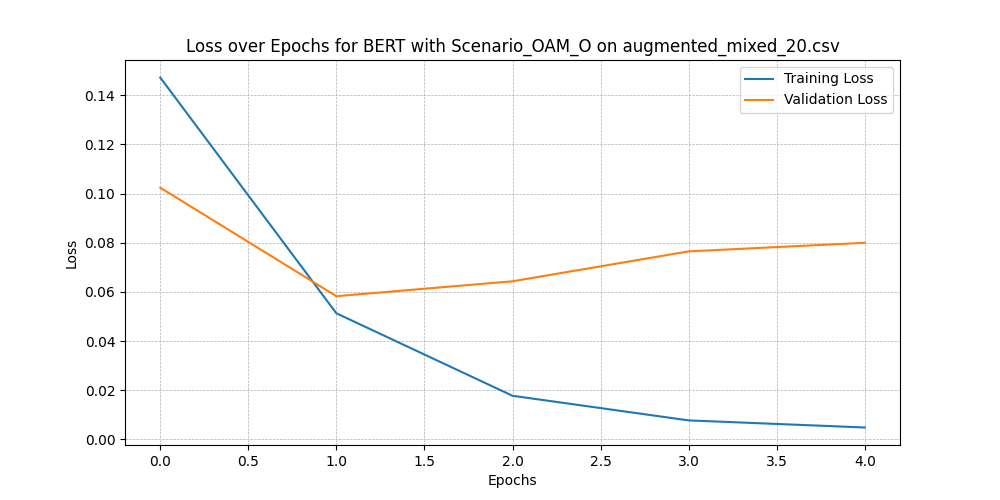 Loss over Epochs for BERT with Scenario_OAM_O on augmented_mixed_20.csv
Training Loss
Validation Loss
0.14
0.12
0.10
0.08
0.06
0.04
0.02
0.00
Loss
0.0 0.5 1.0 1.5 2.0 2.5 3.0 3.5 4.0
Epochs